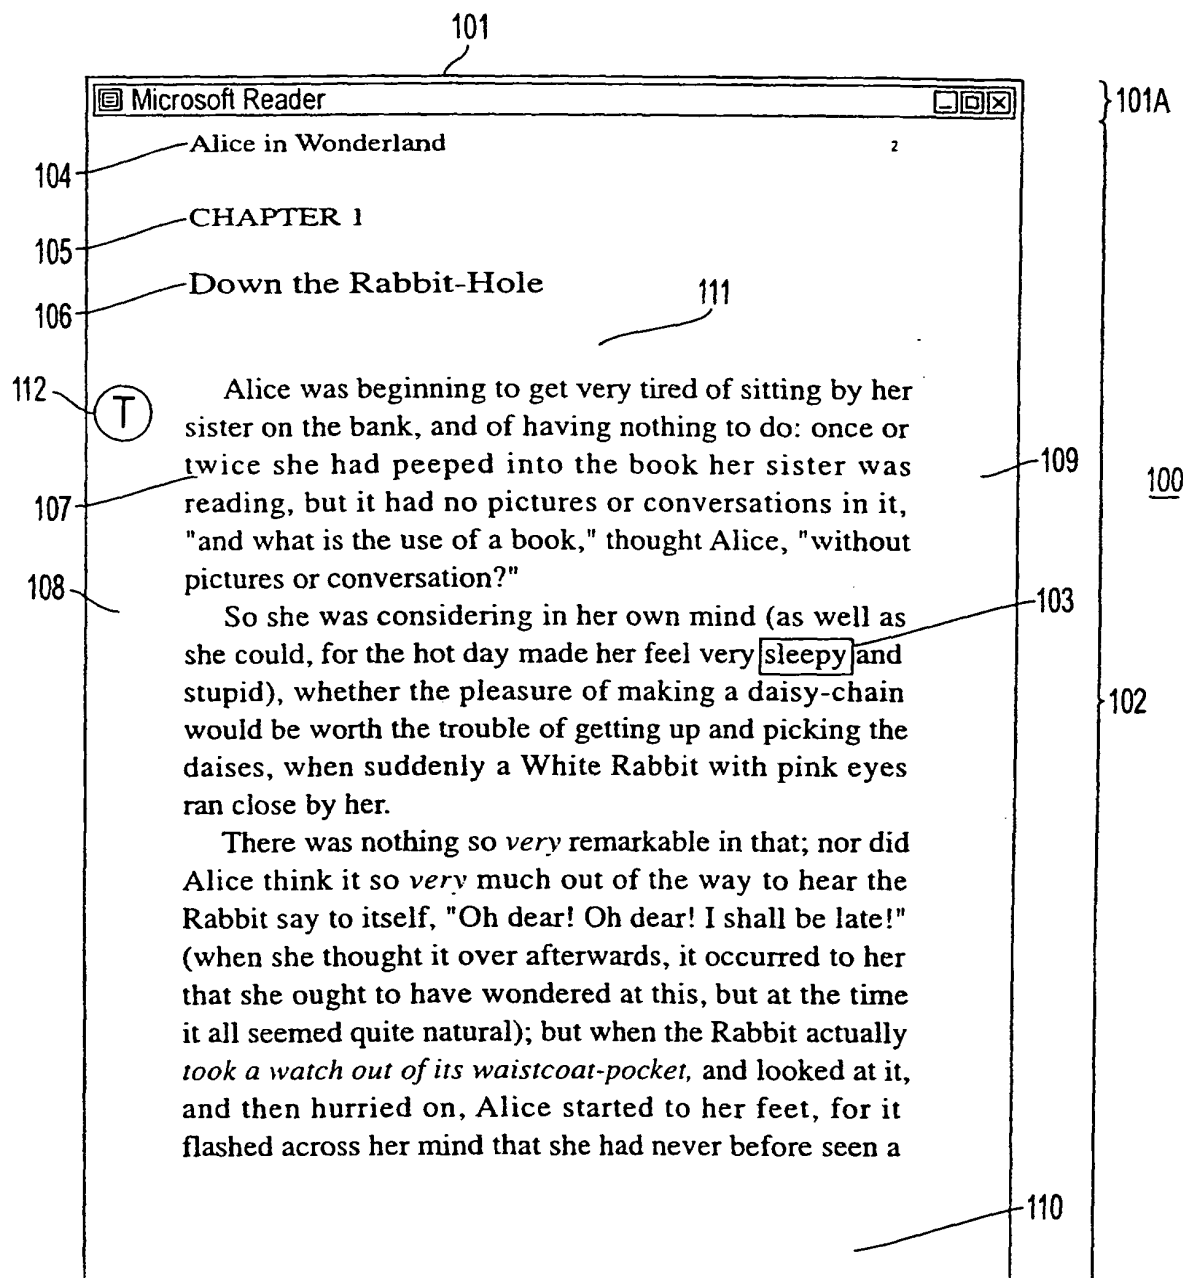 101
Microsoft Reader
101A
Alice in Wonderland 2
104
CHAPTER 1
105
Down the Rabbit-Hole
106
111
112
T
Alice was beginning to get very tired of sitting by her
sister on the bank, and of having nothing to do: once or
twice she had peeped into the book her sister was
109
100
107
reading, but it had no pictures or conversations in it,
"and what is the use of a book," thought Alice, "without
pictures or conversation?"
108
103
So she was considering in her own mind (as well as
she could, for the hot day made her feel very sleepy and
stupid), whether the pleasure of making a daisy-chain
102
would be worth the trouble of getting up and picking the
daises, when suddenly a White Rabbit with pink eyes
ran close by her.
There was nothing so very remarkable in that; nor did
Alice think it so very much out of the way to hear the
Rabbit say to itself, "Oh dear! Oh dear! I shall be late!"
(when she thought it over afterwards, it occurred to her
that she ought to have wondered at this, but at the time
it all seemed quite natural); but when the Rabbit actually
took a watch out of its waistcoat-pocket, and looked at it,
and then hurried on, Alice started to her feet, for it
flashed across her mind that she had never before seen a
110